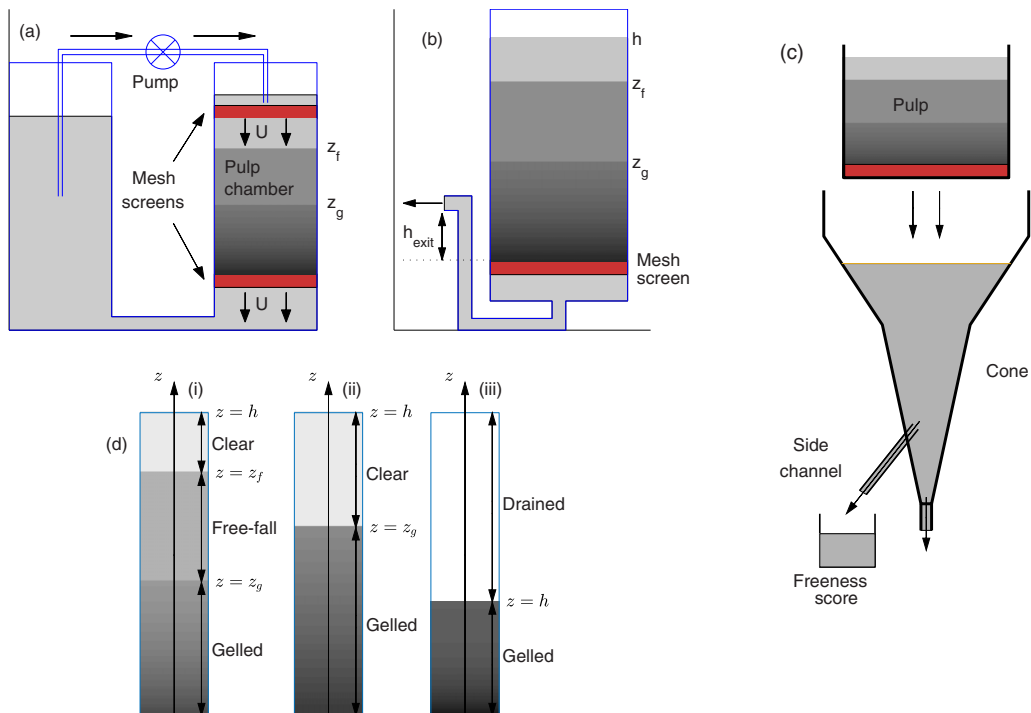 (a)
Pump
Mesh
screens
U
z_f
Pulp
chamber
z_g
U
(b)
h
z_f
z_g
h_exit
Mesh
screen
(c)
Pulp
Cone
Side
channel
Freeness
score
(d)
z
(i)
z = h
Clear
z = z_f
Free-fall
z = z_g
Gelled
z
(ii)
z = h
Clear
z = z_g
Gelled
z
(iii)
Drained
z = h
Gelled